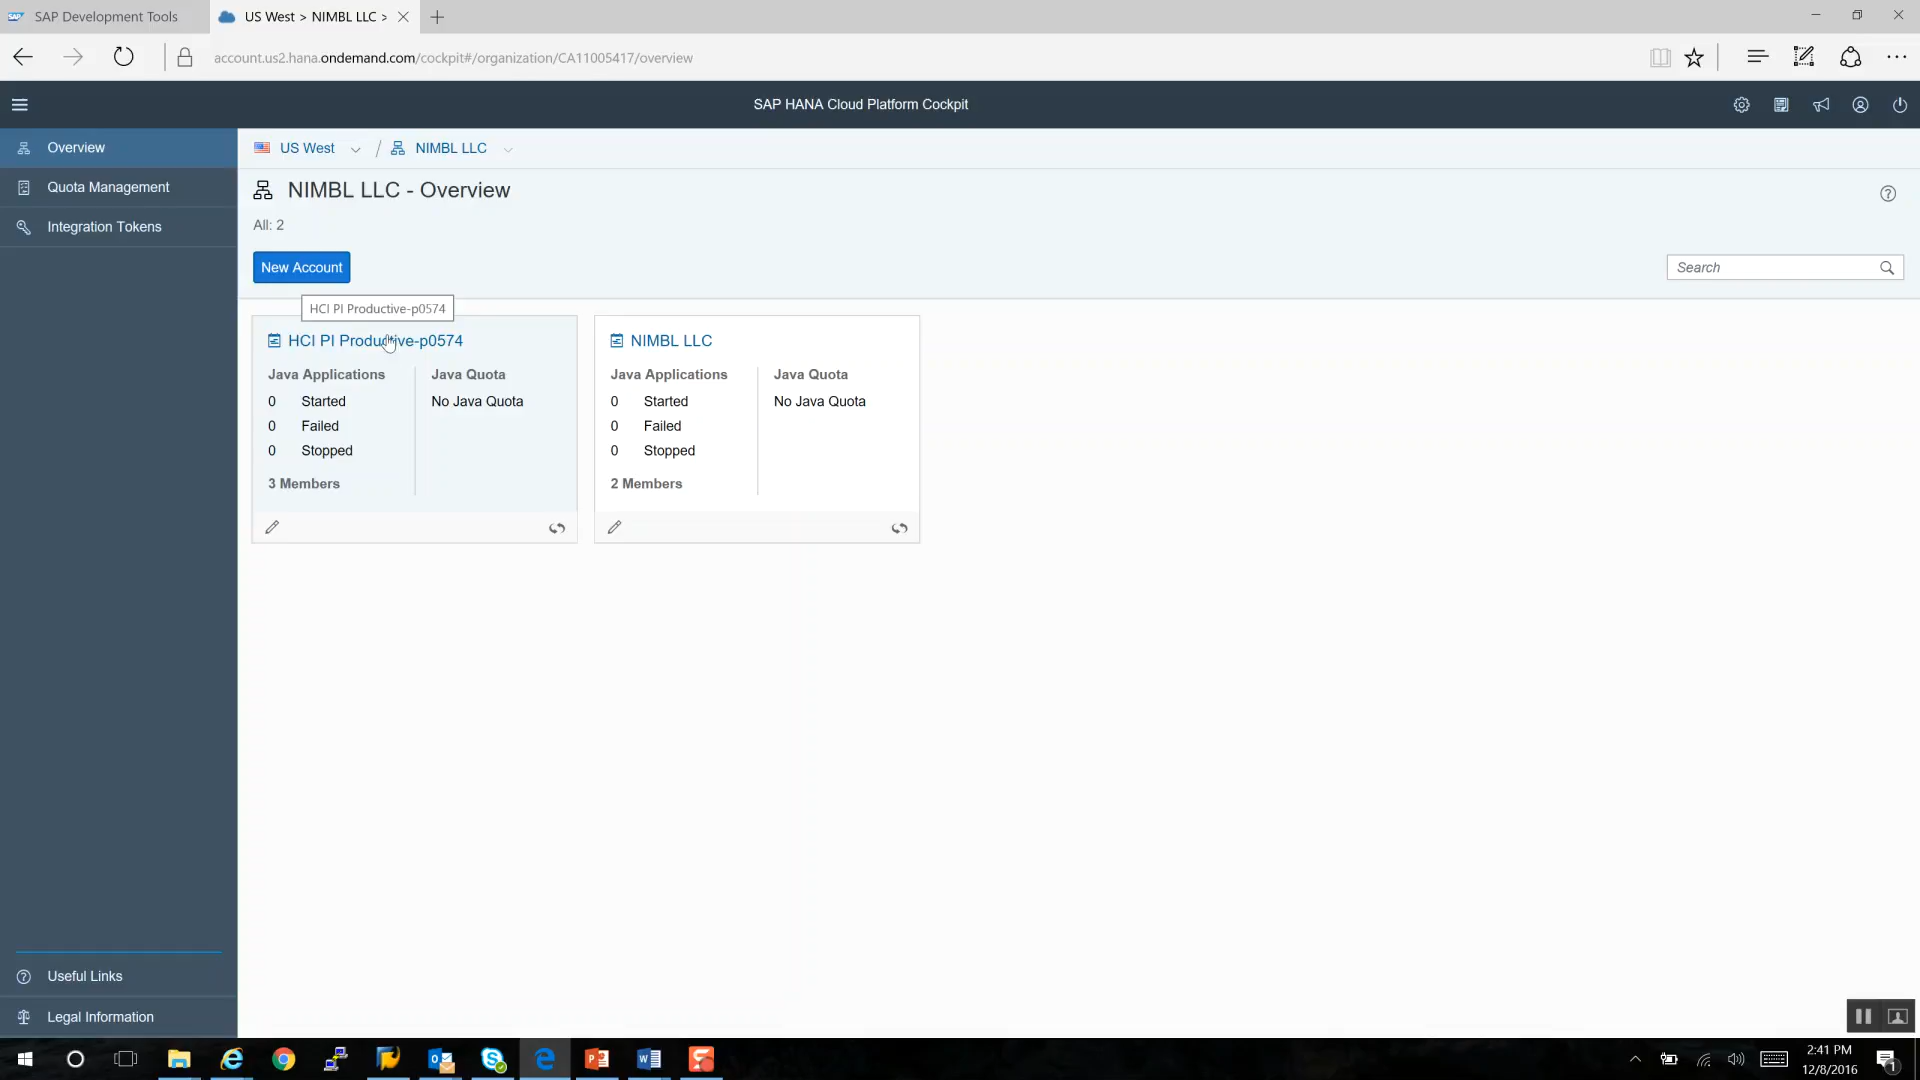 SAP Development Tools
US West > NIMBL LLC >
account.us2.hana.ondemand.com/cockpit#/organization/CA11005417/overview
SAP HANA Cloud Platform Cockpit
Overview
Quota Management
Integration Tokens
US West / NIMBL LLC
NIMBL LLC - Overview
All: 2
New Account
Search
HCI PI Productive-p0574
HCI PI Productive-p0574
Java Applications
Java Quota
0 Started
No Java Quota
0 Failed
0 Stopped
3 Members
NIMBL LLC
Java Applications
Java Quota
0 Started
No Java Quota
0 Failed
0 Stopped
2 Members
Useful Links
Legal Information
2:41 PM
12/8/2016
1